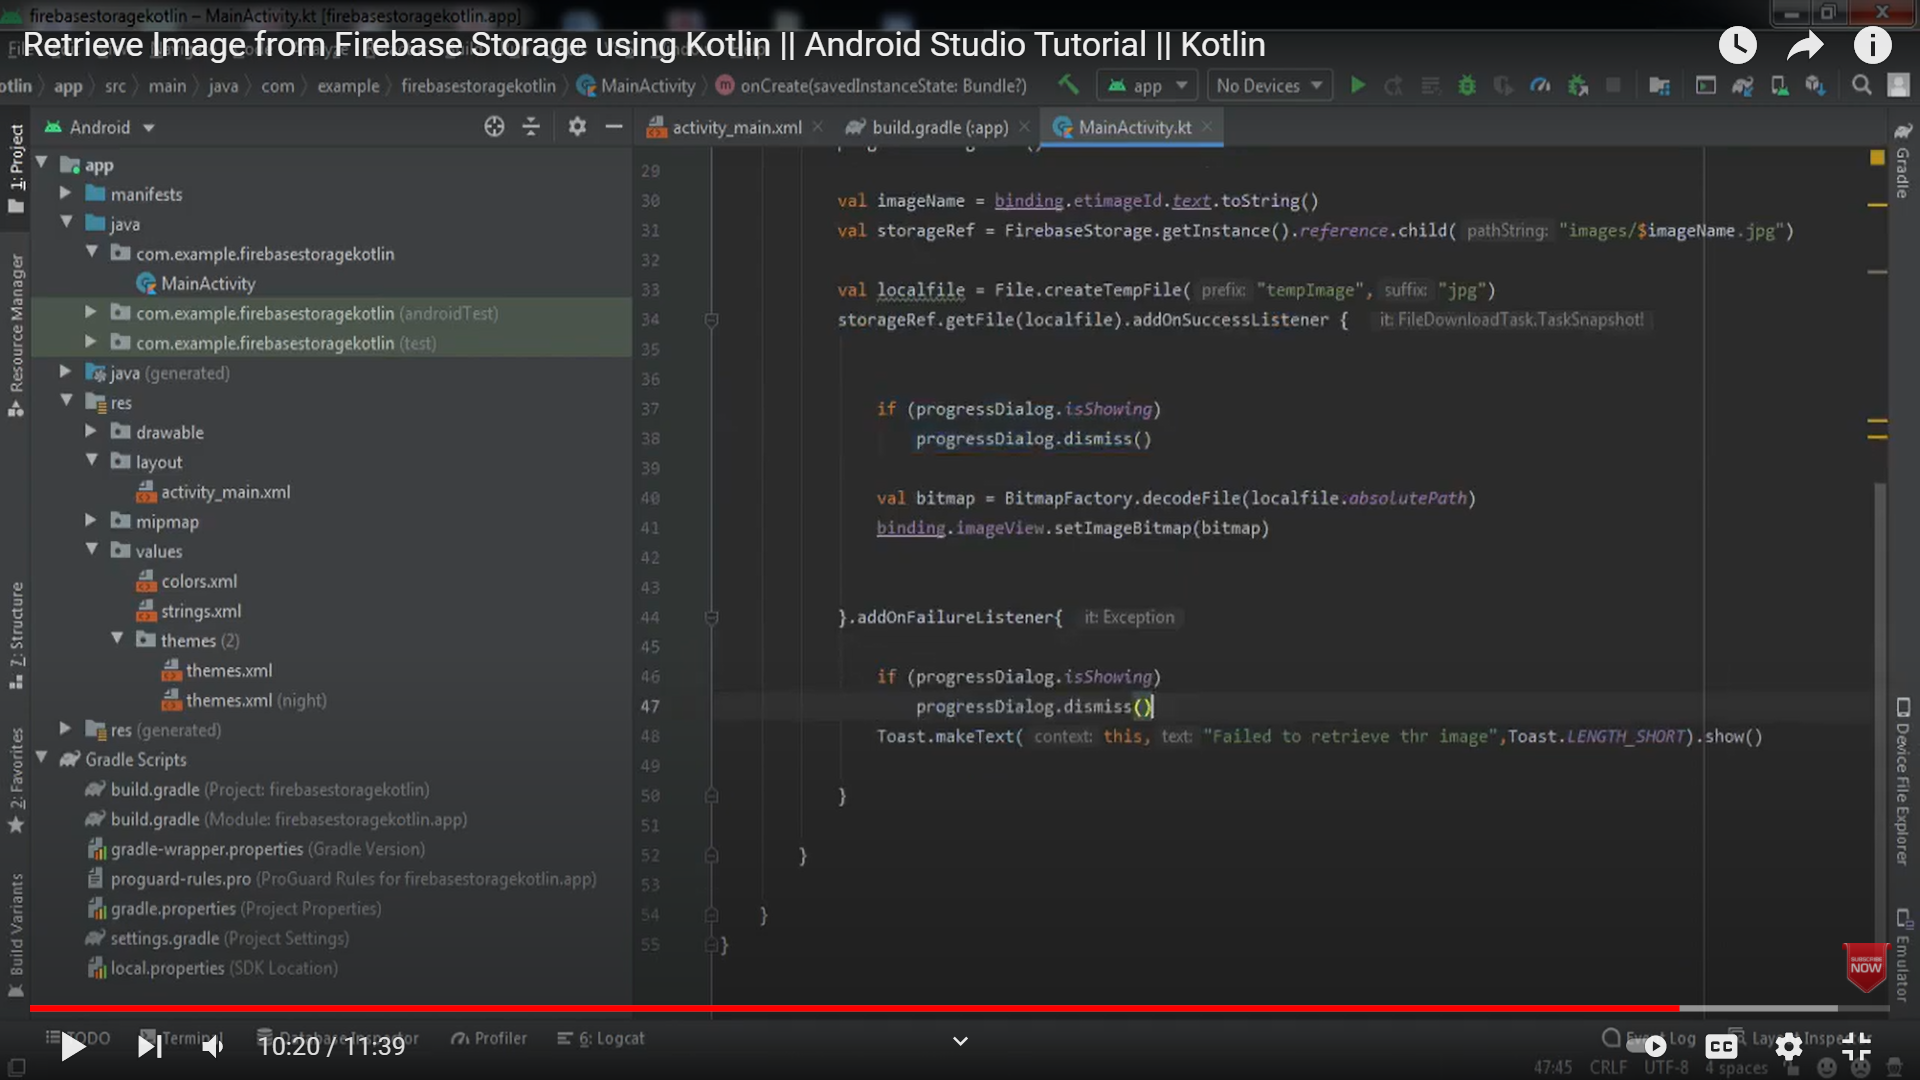 firebasestoragekotlin – MainActivity.kt [firebasestoragekotlin.app]
Retrieve Image from Firebase Storage using Kotlin || Android Studio Tutorial || Kotlin
otlin app src main java com example firebasestoragekotlin MainActivity onCreate(savedInstanceState: Bundle?) app No Devices
1: Project
Resource Manager
7: Structure
2: Favorites
Build Variants
Android
app
manifests
java
com.example.firebasestoragekotlin
MainActivity
com.example.firebasestoragekotlin (androidTest)
com.example.firebasestoragekotlin (test)
java (generated)
res
drawable
layout
activity_main.xml
mipmap
values
colors.xml
strings.xml
themes (2)
themes.xml
themes.xml (night)
res (generated)
Gradle Scripts
build.gradle (Project: firebasestoragekotlin)
build.gradle (Module: firebasestoragekotlin.app)
gradle-wrapper.properties (Gradle Version)
proguard-rules.pro (ProGuard Rules for firebasestoragekotlin.app)
gradle.properties (Project Properties)
settings.gradle (Project Settings)
local.properties (SDK Location)
activity_main.xml build.gradle (:app) MainActivity.kt
29
30 val imageName = binding.etimageId.text.toString()
31 val storageRef = FirebaseStorage.getInstance().reference.child( pathString: "images/$imageName.jpg")
32
33 val localfile = File.createTempFile( prefix: "tempImage", suffix: "jpg")
34 storageRef.getFile(localfile).addOnSuccessListener { it: FileDownloadTask.TaskSnapshot!
35
36
37 if (progressDialog.isShowing)
38 progressDialog.dismiss()
39
40 val bitmap = BitmapFactory.decodeFile(localfile.absolutePath)
41 binding.imageView.setImageBitmap(bitmap)
42
43
44 }.addOnFailureListener{ it: Exception
45
46 if (progressDialog.isShowing)
47 progressDialog.dismiss()
48 Toast.makeText( context: this, text: "Failed to retrieve thr image",Toast.LENGTH_SHORT).show()
49
50 }
51
52 }
53
54 }
55 }
Gradle
Device File Explorer
Emulator
SUBSCRIBE
NOW
TODO Terminal Database Inspector Profiler 6: Logcat Event Log Layout Inspector
10:20 / 11:39
CC
47:45 CRLF UTF-8 4 spaces